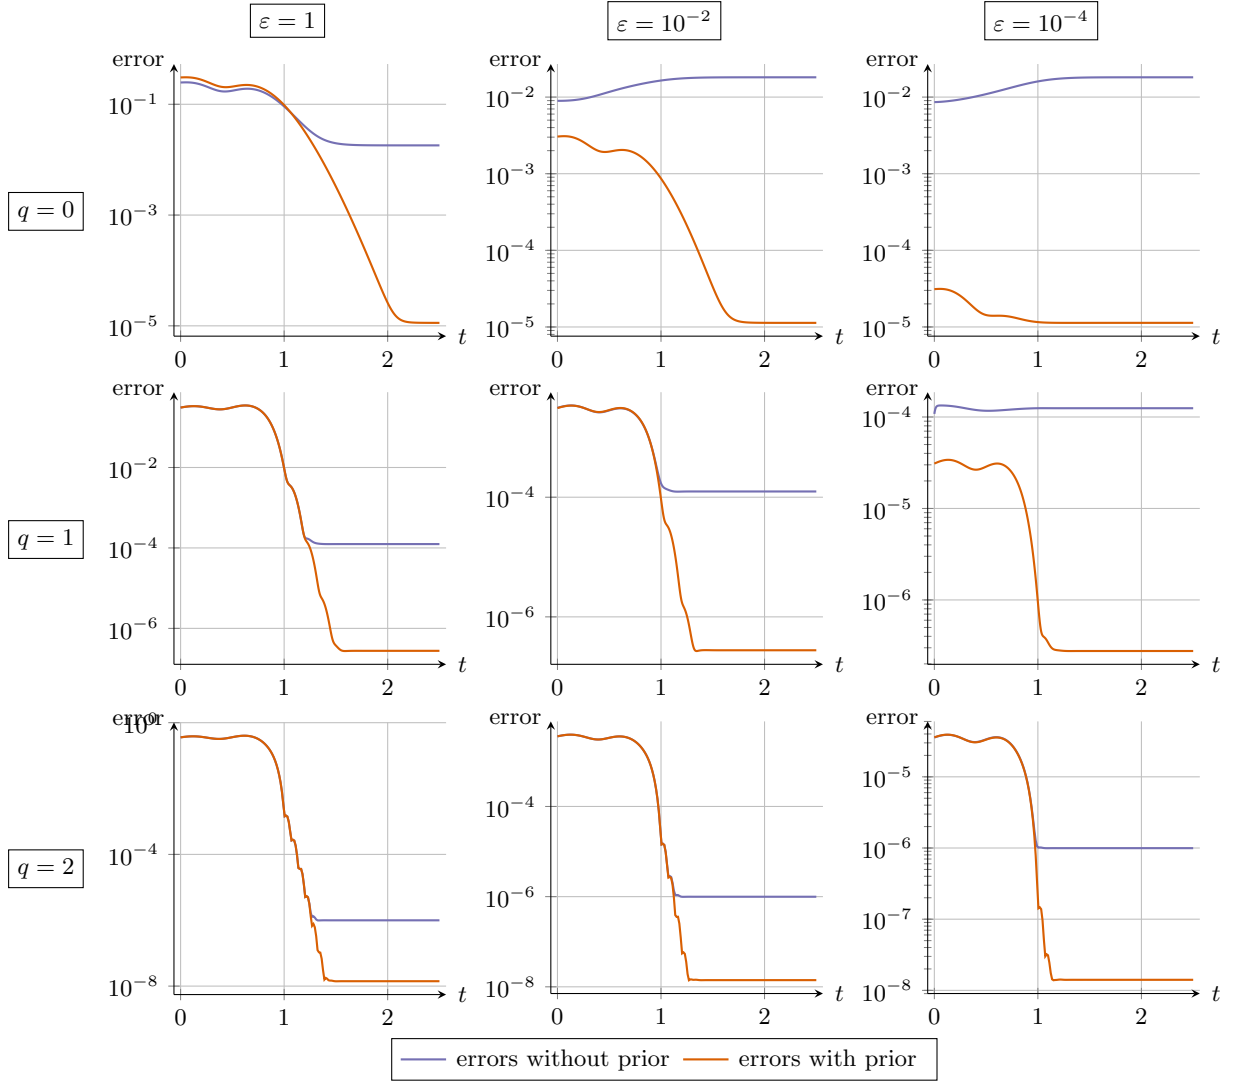 ε = 1
ε = 10⁻²
ε = 10⁻⁴
q = 0
error
10⁻¹
10⁻³
10⁻⁵
0 1 2 t
error
10⁻²
10⁻³
10⁻⁴
10⁻⁵
0 1 2 t
error
10⁻²
10⁻³
10⁻⁴
10⁻⁵
0 1 2 t
q = 1
error
10⁻²
10⁻⁴
10⁻⁶
0 1 2 t
error
10⁻⁴
10⁻⁶
0 1 2 t
error
10⁻⁴
10⁻⁵
10⁻⁶
0 1 2 t
q = 2
error
10⁰
10⁻⁴
10⁻⁸
0 1 2 t
error
10⁻⁴
10⁻⁶
10⁻⁸
0 1 2 t
error
10⁻⁵
10⁻⁶
10⁻⁷
10⁻⁸
0 1 2 t
errors without prior errors with prior